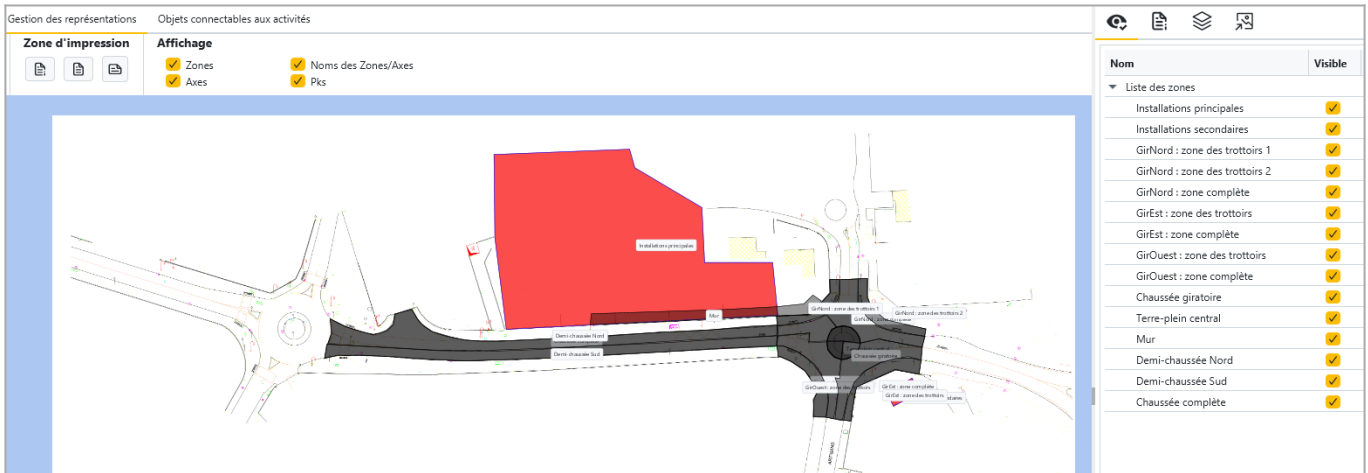 Gestion des représentations Objets connectables aux activités
Zone d'impression Affichage
Zones Noms des Zones/Axes
Axes Pks
Nom Visible
Liste des zones
Installations principales
Installations secondaires
GirNord : zone des trottoirs 1
GirNord : zone des trottoirs 2
GirNord : zone complète
GirEst : zone des trottoirs
GirEst : zone complète
GirOuest : zone des trottoirs
GirOuest : zone complète
Chaussée giratoire
Terre-plein central
Mur
Demi-chaussée Nord
Demi-chaussée Sud
Chaussée complète
Installations principales
GirNord : zone des trottoirs 1
GirNord : zone des trottoirs 2
Mur
Demi-chaussée Nord
Demi-chaussée Sud
Chaussée giratoire
GirEst : zone complète
GirEst : zone des trottoirs